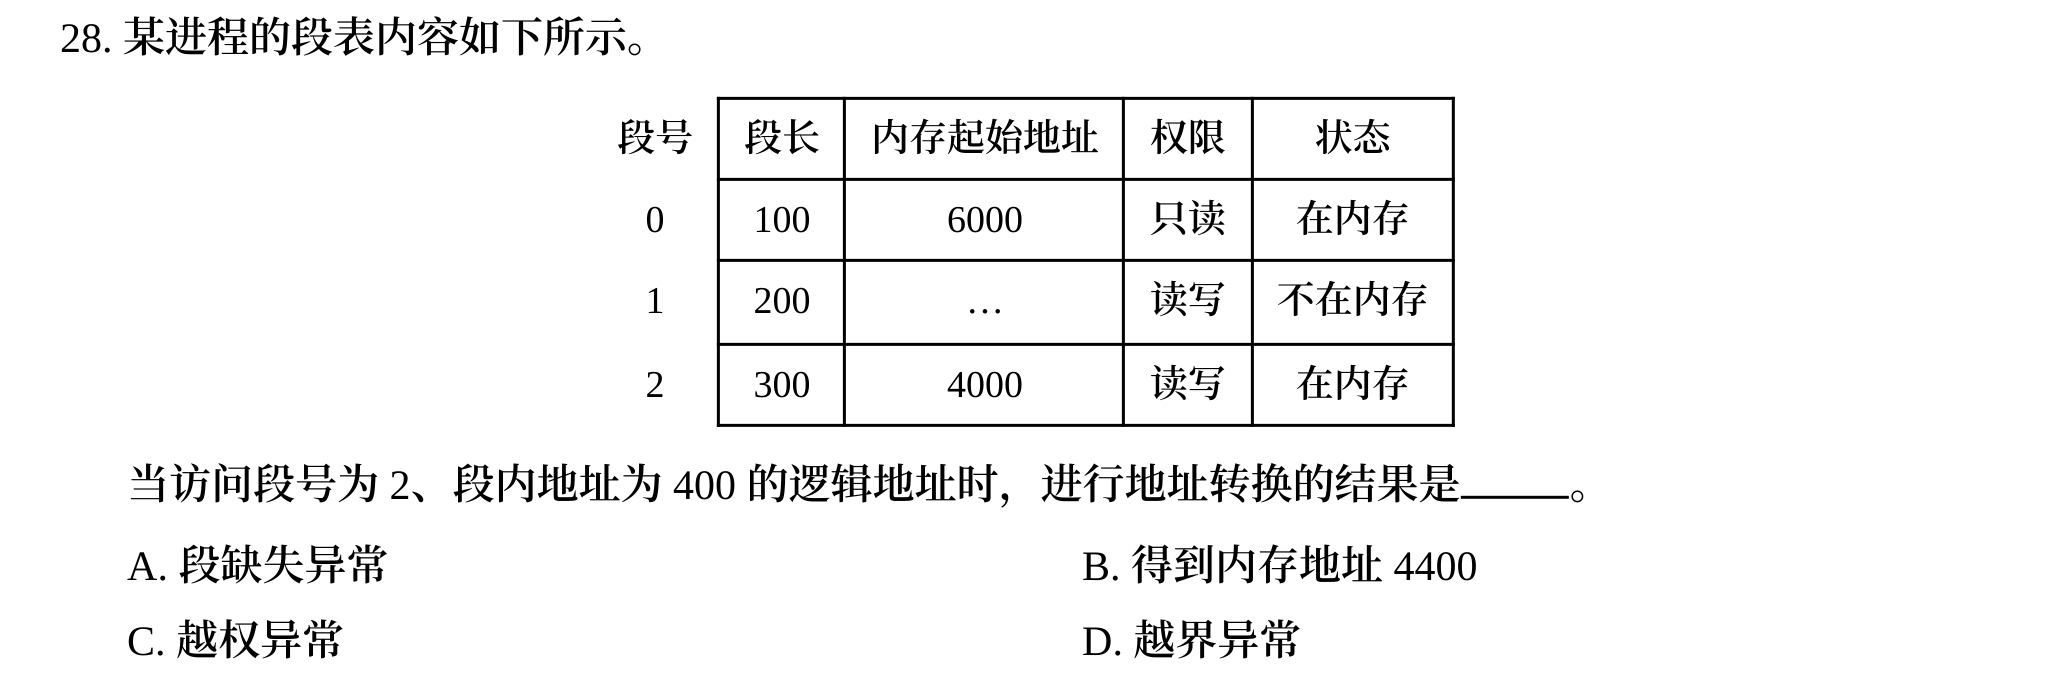 28. 某进程的段表内容如下所示。
段号 段长 内存起始地址 权限 状态
0 100 6000 只读 在内存
1 200 … 读写 不在内存
2 300 4000 读写 在内存
当访问段号为 2、段内地址为 400 的逻辑地址时，进行地址转换的结果是_____。
A. 段缺失异常 B. 得到内存地址 4400
C. 越权异常 D. 越界异常